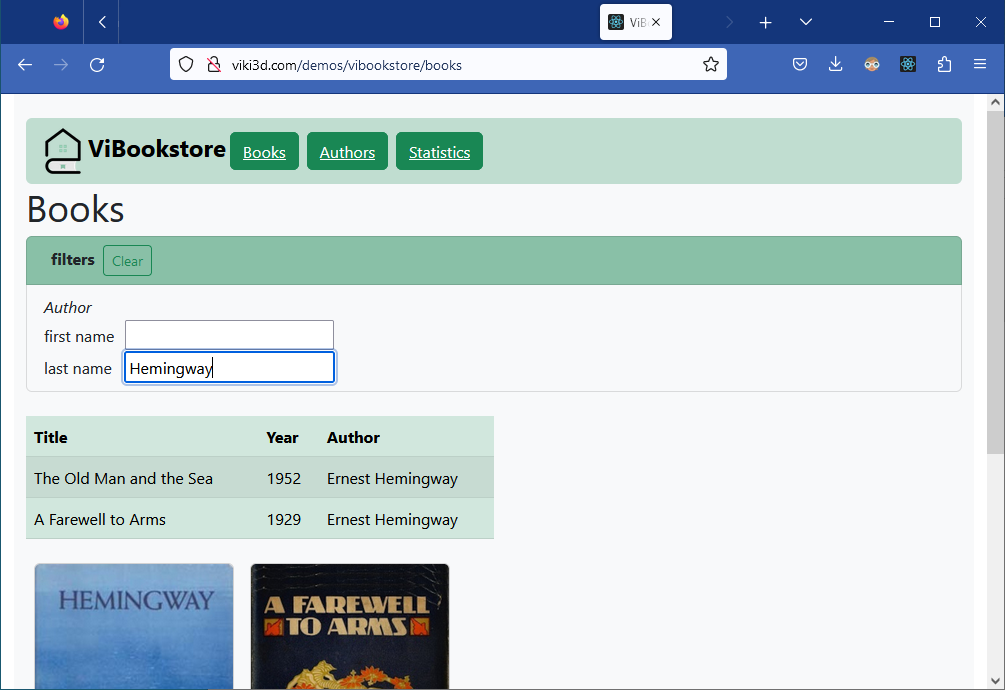 ViB
viki3d.com/demos/vibookstore/books
ViBookstore Books Authors Statistics
Books
filters Clear
Author
first name
last name Hemingway
Title Year Author
The Old Man and the Sea 1952 Ernest Hemingway
A Farewell to Arms 1929 Ernest Hemingway
HEMINGWAY
A FAREWELL
TO ARMS